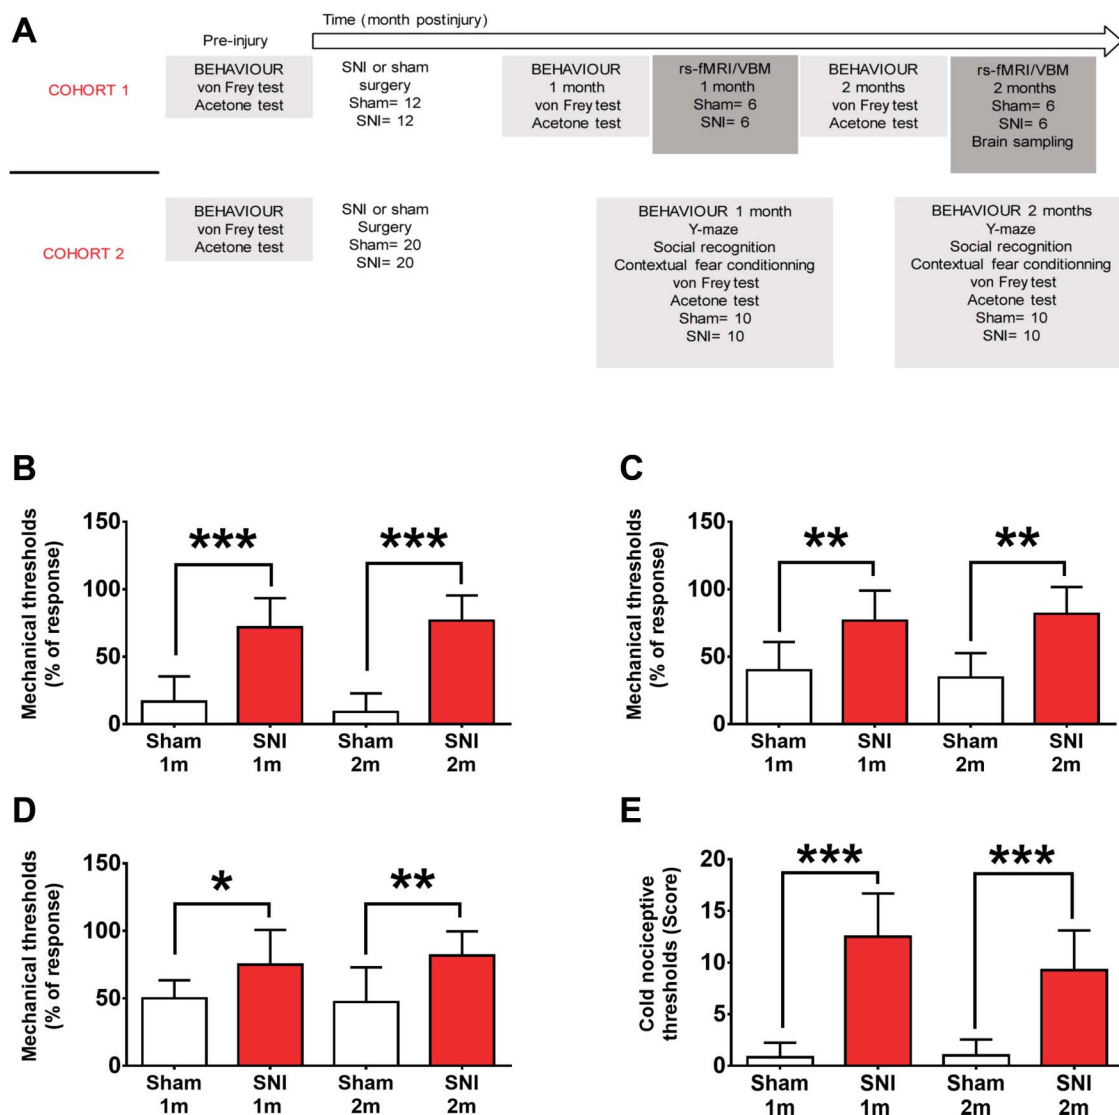 A
Time (month postinjury)
Pre-injury
COHORT 1
BEHAVIOUR
von Frey test
Acetone test
SNI or sham
surgery
Sham= 12
SNI= 12
BEHAVIOUR
1 month
von Frey test
Acetone test
rs-fMRI/VBM
1 month
Sham= 6
SNI= 6
BEHAVIOUR
2 months
von Frey test
Acetone test
rs-fMRI/VBM
2 months
Sham= 6
SNI= 6
Brain sampling
COHORT 2
BEHAVIOUR
von Frey test
Acetone test
SNI or sham
Surgery
Sham= 20
SNI= 20
BEHAVIOUR 1 month
Y-maze
Social recognition
Contextual fear conditionning
von Frey test
Acetone test
Sham= 10
SNI= 10
BEHAVIOUR 2 months
Y-maze
Social recognition
Contextual fear conditionning
von Frey test
Acetone test
Sham= 10
SNI= 10
B
Mechanical thresholds
(% of response)
150
100
50
0
***
***
Sham
1m
SNI
1m
Sham
2m
SNI
2m
C
Mechanical thresholds
(% of response)
150
100
50
0
**
**
Sham
1m
SNI
1m
Sham
2m
SNI
2m
D
Mechanical thresholds
(% of response)
150
100
50
0
*
**
Sham
1m
SNI
1m
Sham
2m
SNI
2m
E
Cold nociceptive
thresholds (Score)
20
15
10
5
0
***
***
Sham
1m
SNI
1m
Sham
2m
SNI
2m